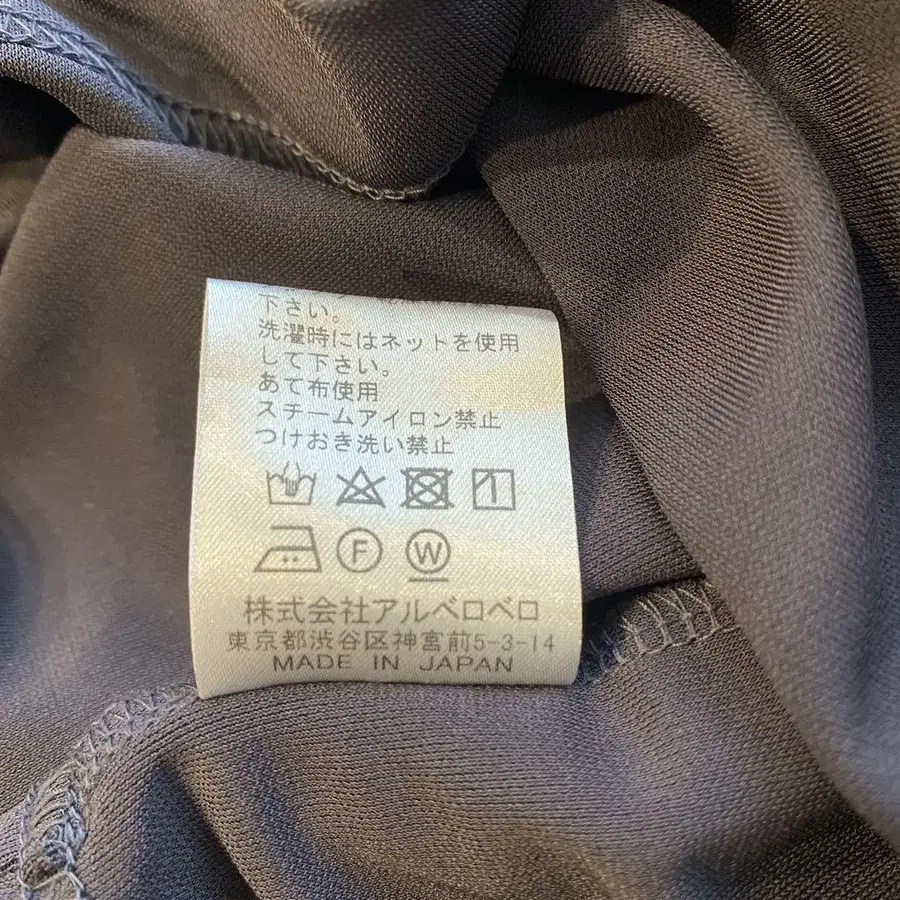 下さい。
洗濯時にはネットを使用
して下さい。
あて布使用
スチームアイロン禁止
つけおき洗い禁止
F W
株式会社アルベロベロ
東京都渋谷区神宮前5-3-14
MADE IN JAPAN